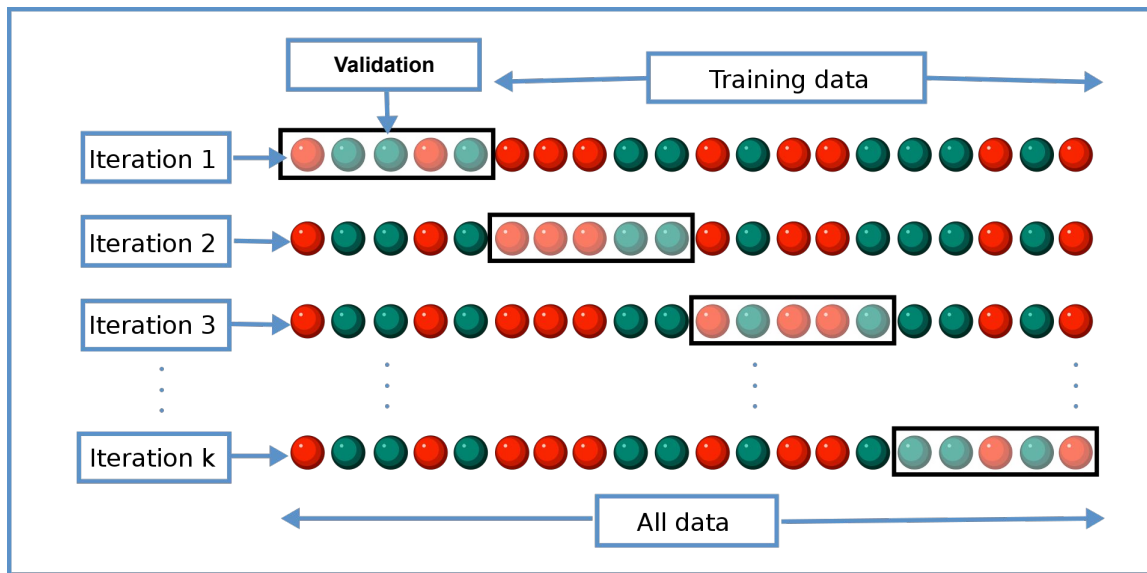 Validation
Training data
Iteration 1
Iteration 2
Iteration 3
Iteration k
All data